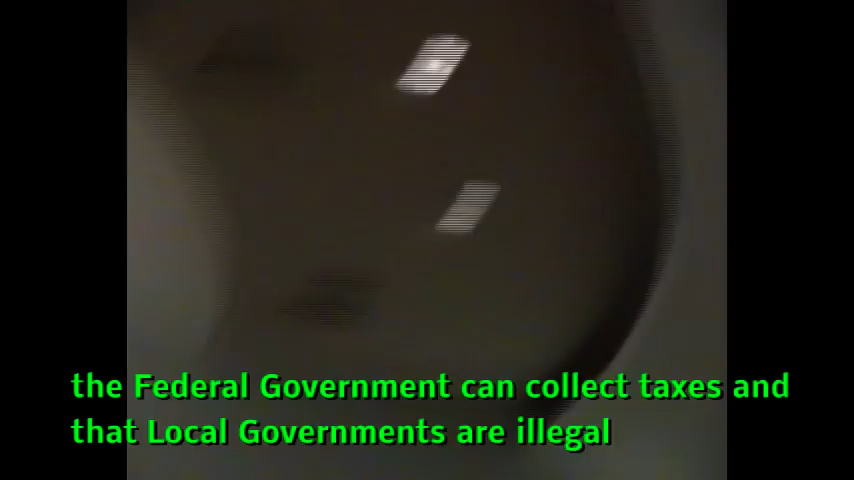 the Federal Government can collect taxes and
that Local Governments are illegal